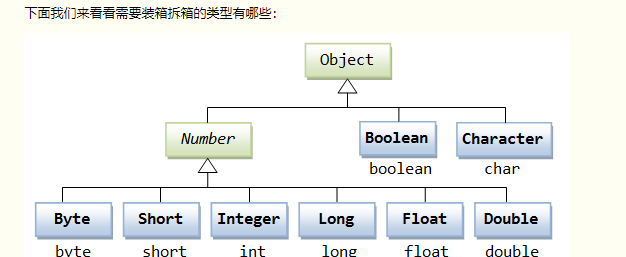 下面我们来看看需要装箱拆箱的类型有哪些：
Object
Number Boolean Character
boolean char
Byte Short Integer Long Float Double
byte short int long float double